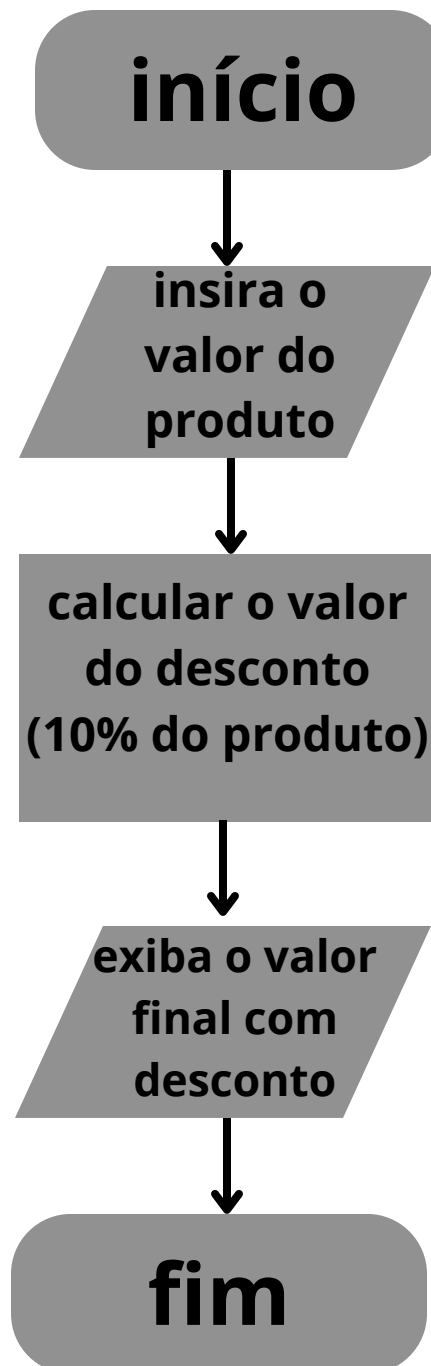 início
insira o
valor do
produto
calcular o valor
do desconto
(10% do produto)
exiba o valor
final com
desconto
fim